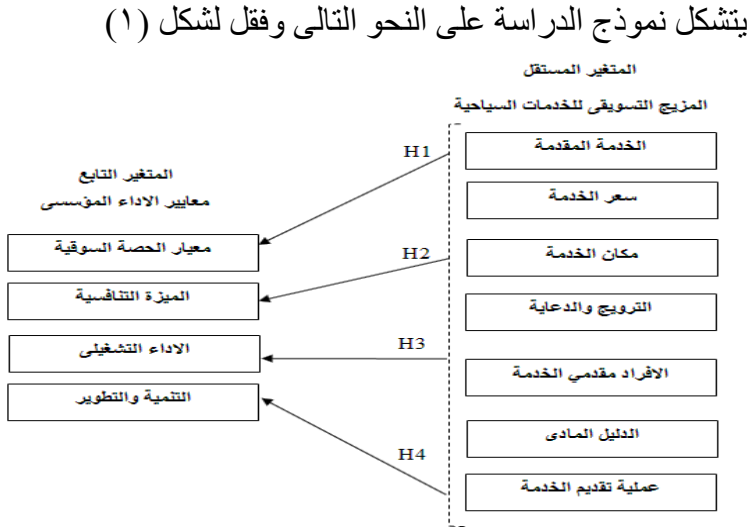 يتشكل نموذج الدراسة على النحو التالى وفقل لشكل (١)
المتغير المستقل
المزيج التسويقى للخدمات السياحية
الخدمة المقدمة
سعر الخدمة
مكان الخدمة
الترويج والدعاية
الافراد مقدمي الخدمة
الدليل المادى
عملية تقديم الخدمة
H1
H2
H3
H4
المتغير التابع
معايير الاداء المؤسسى
معيار الحصة السوقية
الميزة التنافسية
الاداء التشغيلى
التنمية والتطوير